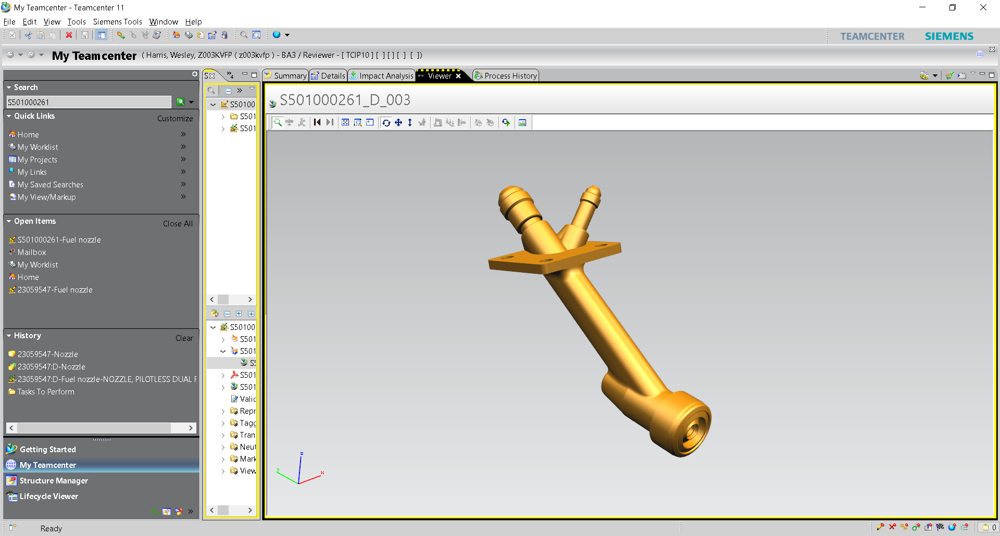 My Teamcenter - Teamcenter 11
File Edit View Tools Siemens Tools Window Help
TEAMCENTER SIEMENS
My Teamcenter ( Harris, Wesley, Z003KVFP ( z003kvfp ) - BA3 / Reviewer - [ TCIP10 ] [ ] [ ] [ ] [ ])
Search
S501000261
Quick Links Customize
Home »
My Worklist »
My Projects »
My Links »
My Saved Searches »
My View/Markup »
Open Items Close All
S501000261-Fuel nozzle
Mailbox
My Worklist
Home
23059547-Fuel nozzle
History Clear
23059547-Nozzle
23059547:D-Nozzle
23059547:D-Fuel nozzle-NOZZLE, PILOTLESS DUAL F
Tasks To Perform
Getting Started
My Teamcenter
Structure Manager
Lifecycle Viewer
»
S »4
»
S50100
S501
S501
S50100
S501
S501
S5
S501
S501
Valid
Repr
Tagg
Tran
Neut
Mark
View
Summary Details Impact Analysis Viewer Process History
S501000261_D_003
z
y x
Ready
0